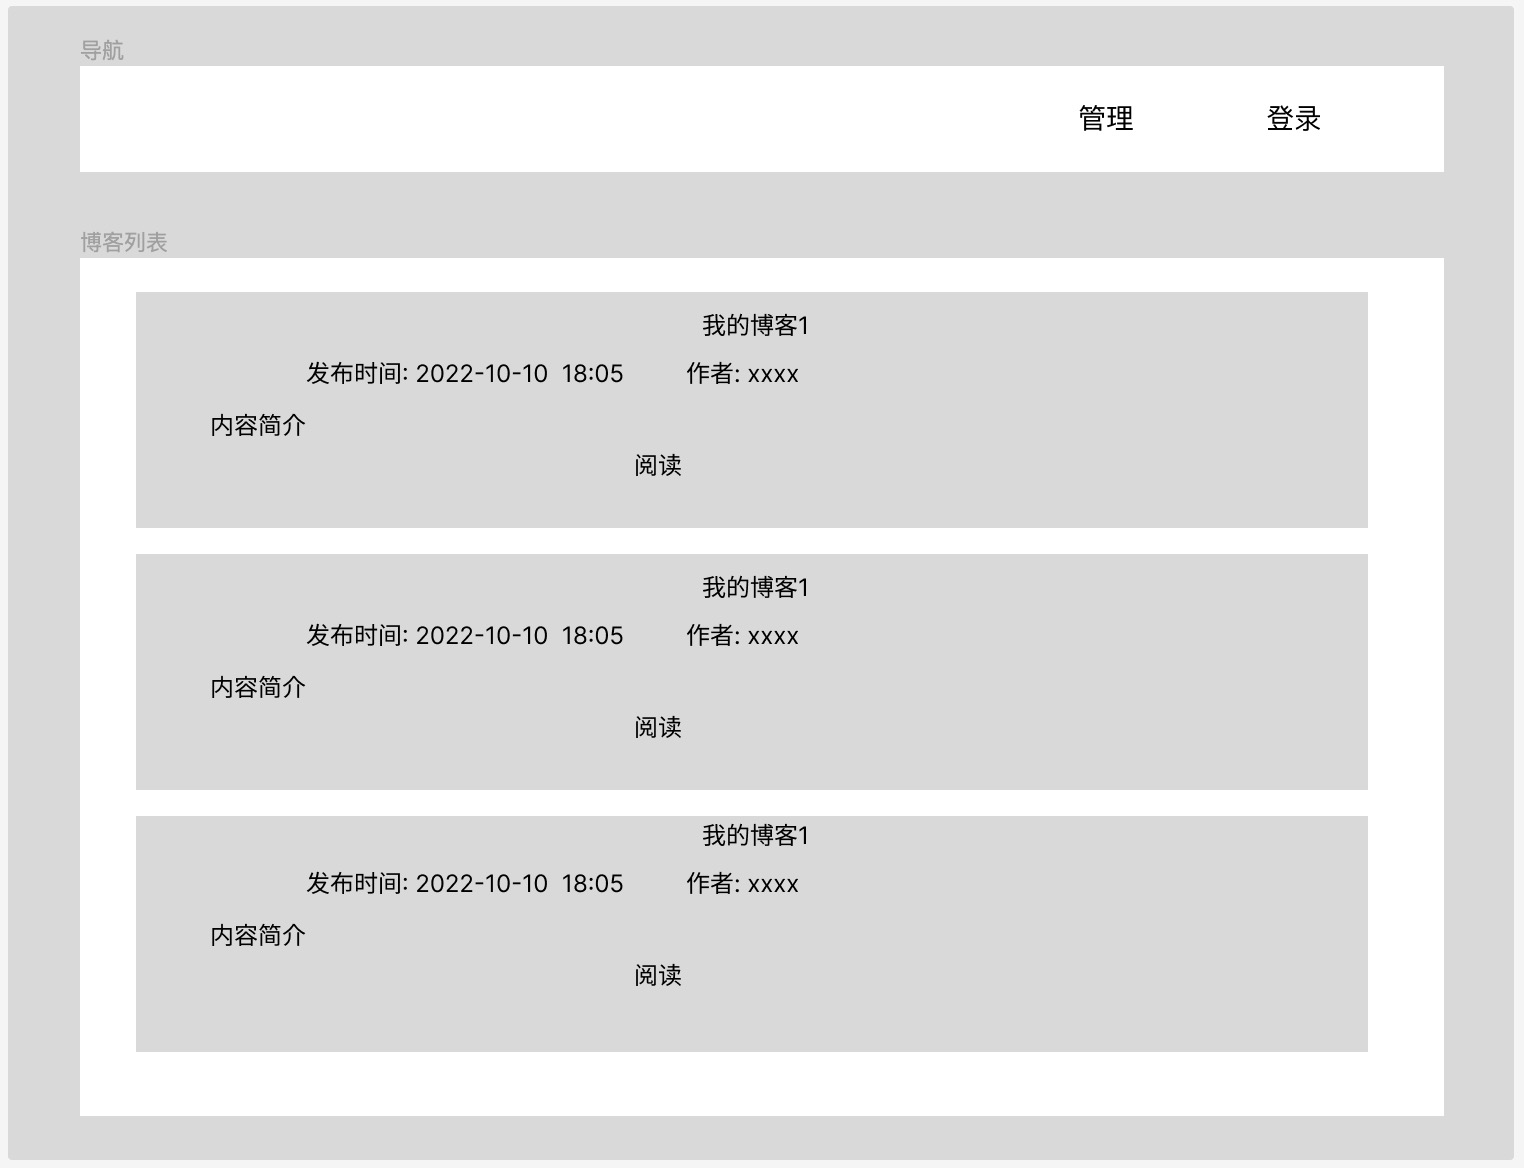 导航
管理 登录
博客列表
我的博客1
发布时间: 2022-10-10 18:05 作者: xxxx
内容简介
阅读
我的博客1
发布时间: 2022-10-10 18:05 作者: xxxx
内容简介
阅读
我的博客1
发布时间: 2022-10-10 18:05 作者: xxxx
内容简介
阅读